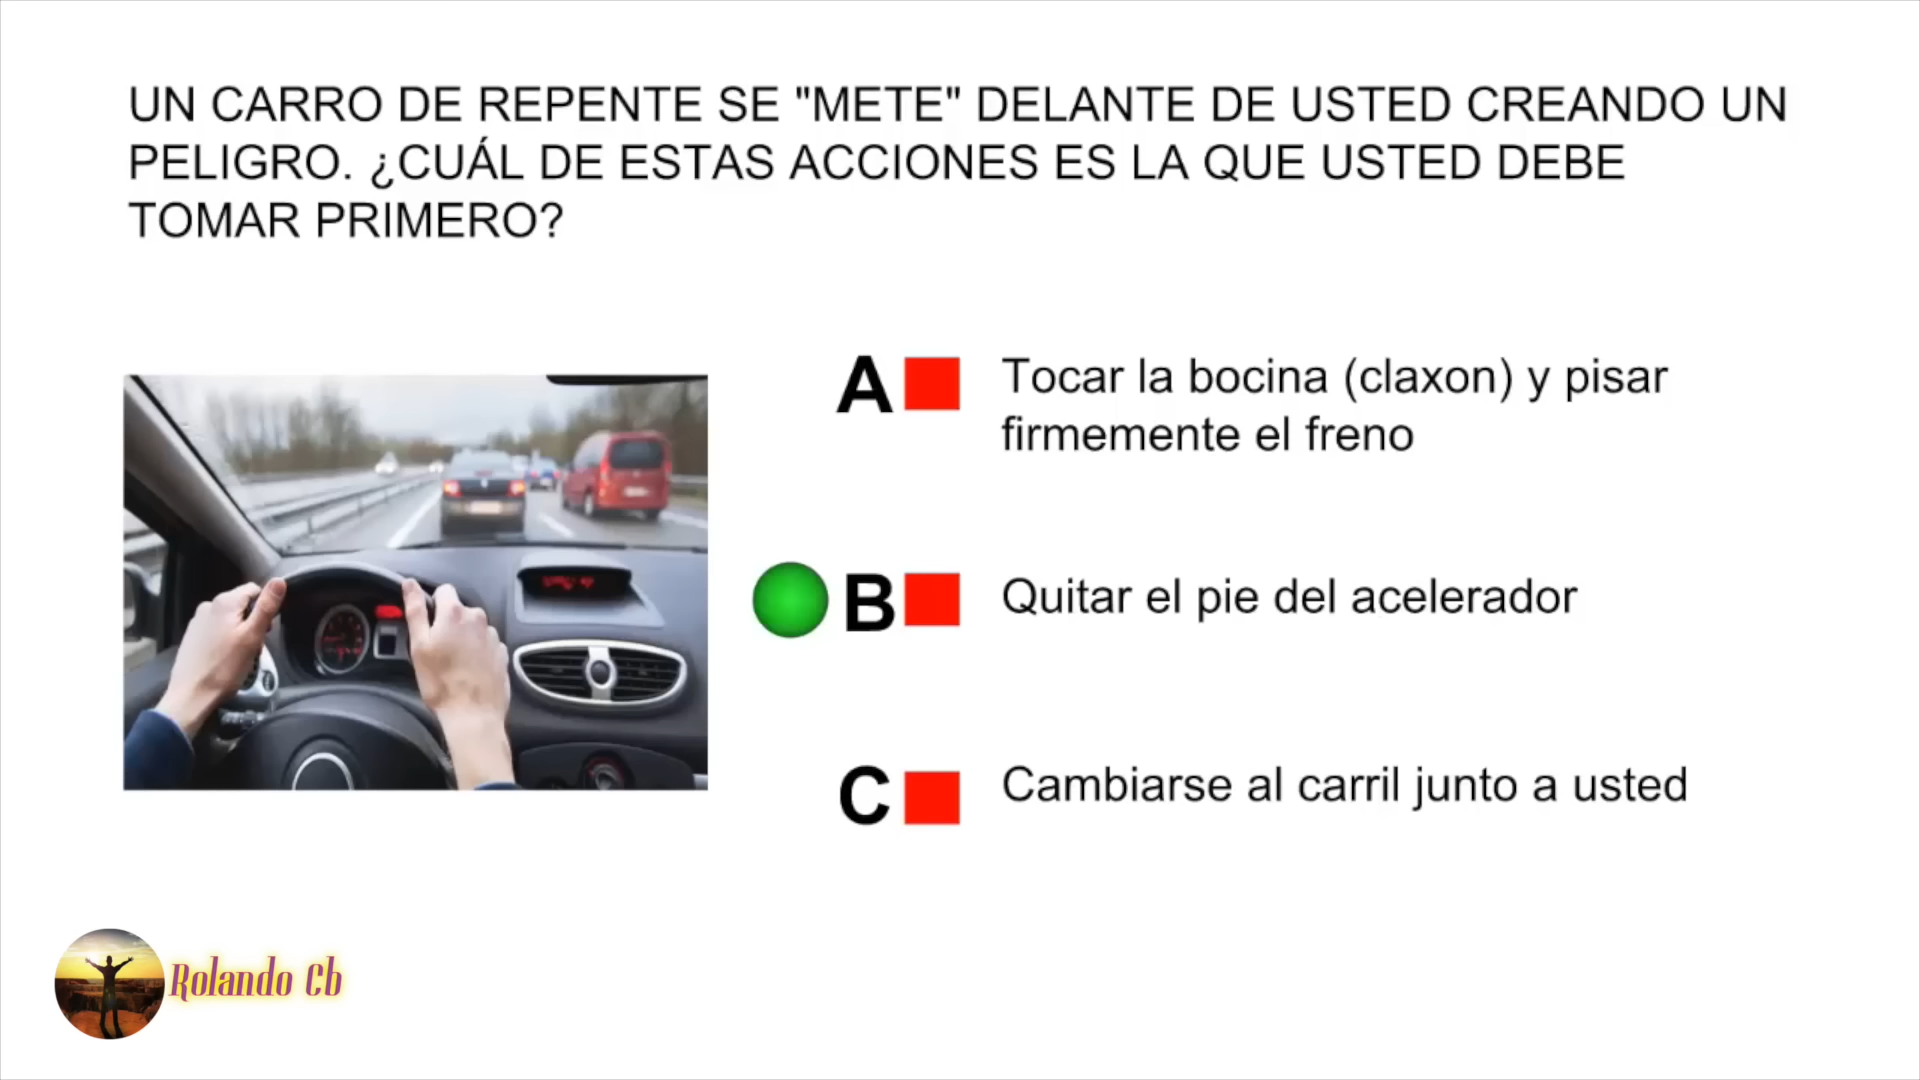 UN CARRO DE REPENTE SE "METE" DELANTE DE USTED CREANDO UN
PELIGRO. ¿CUÁL DE ESTAS ACCIONES ES LA QUE USTED DEBE
TOMAR PRIMERO?
A Tocar la bocina (claxon) y pisar
firmemente el freno
B Quitar el pie del acelerador
C Cambiarse al carril junto a usted
Rolando Cb